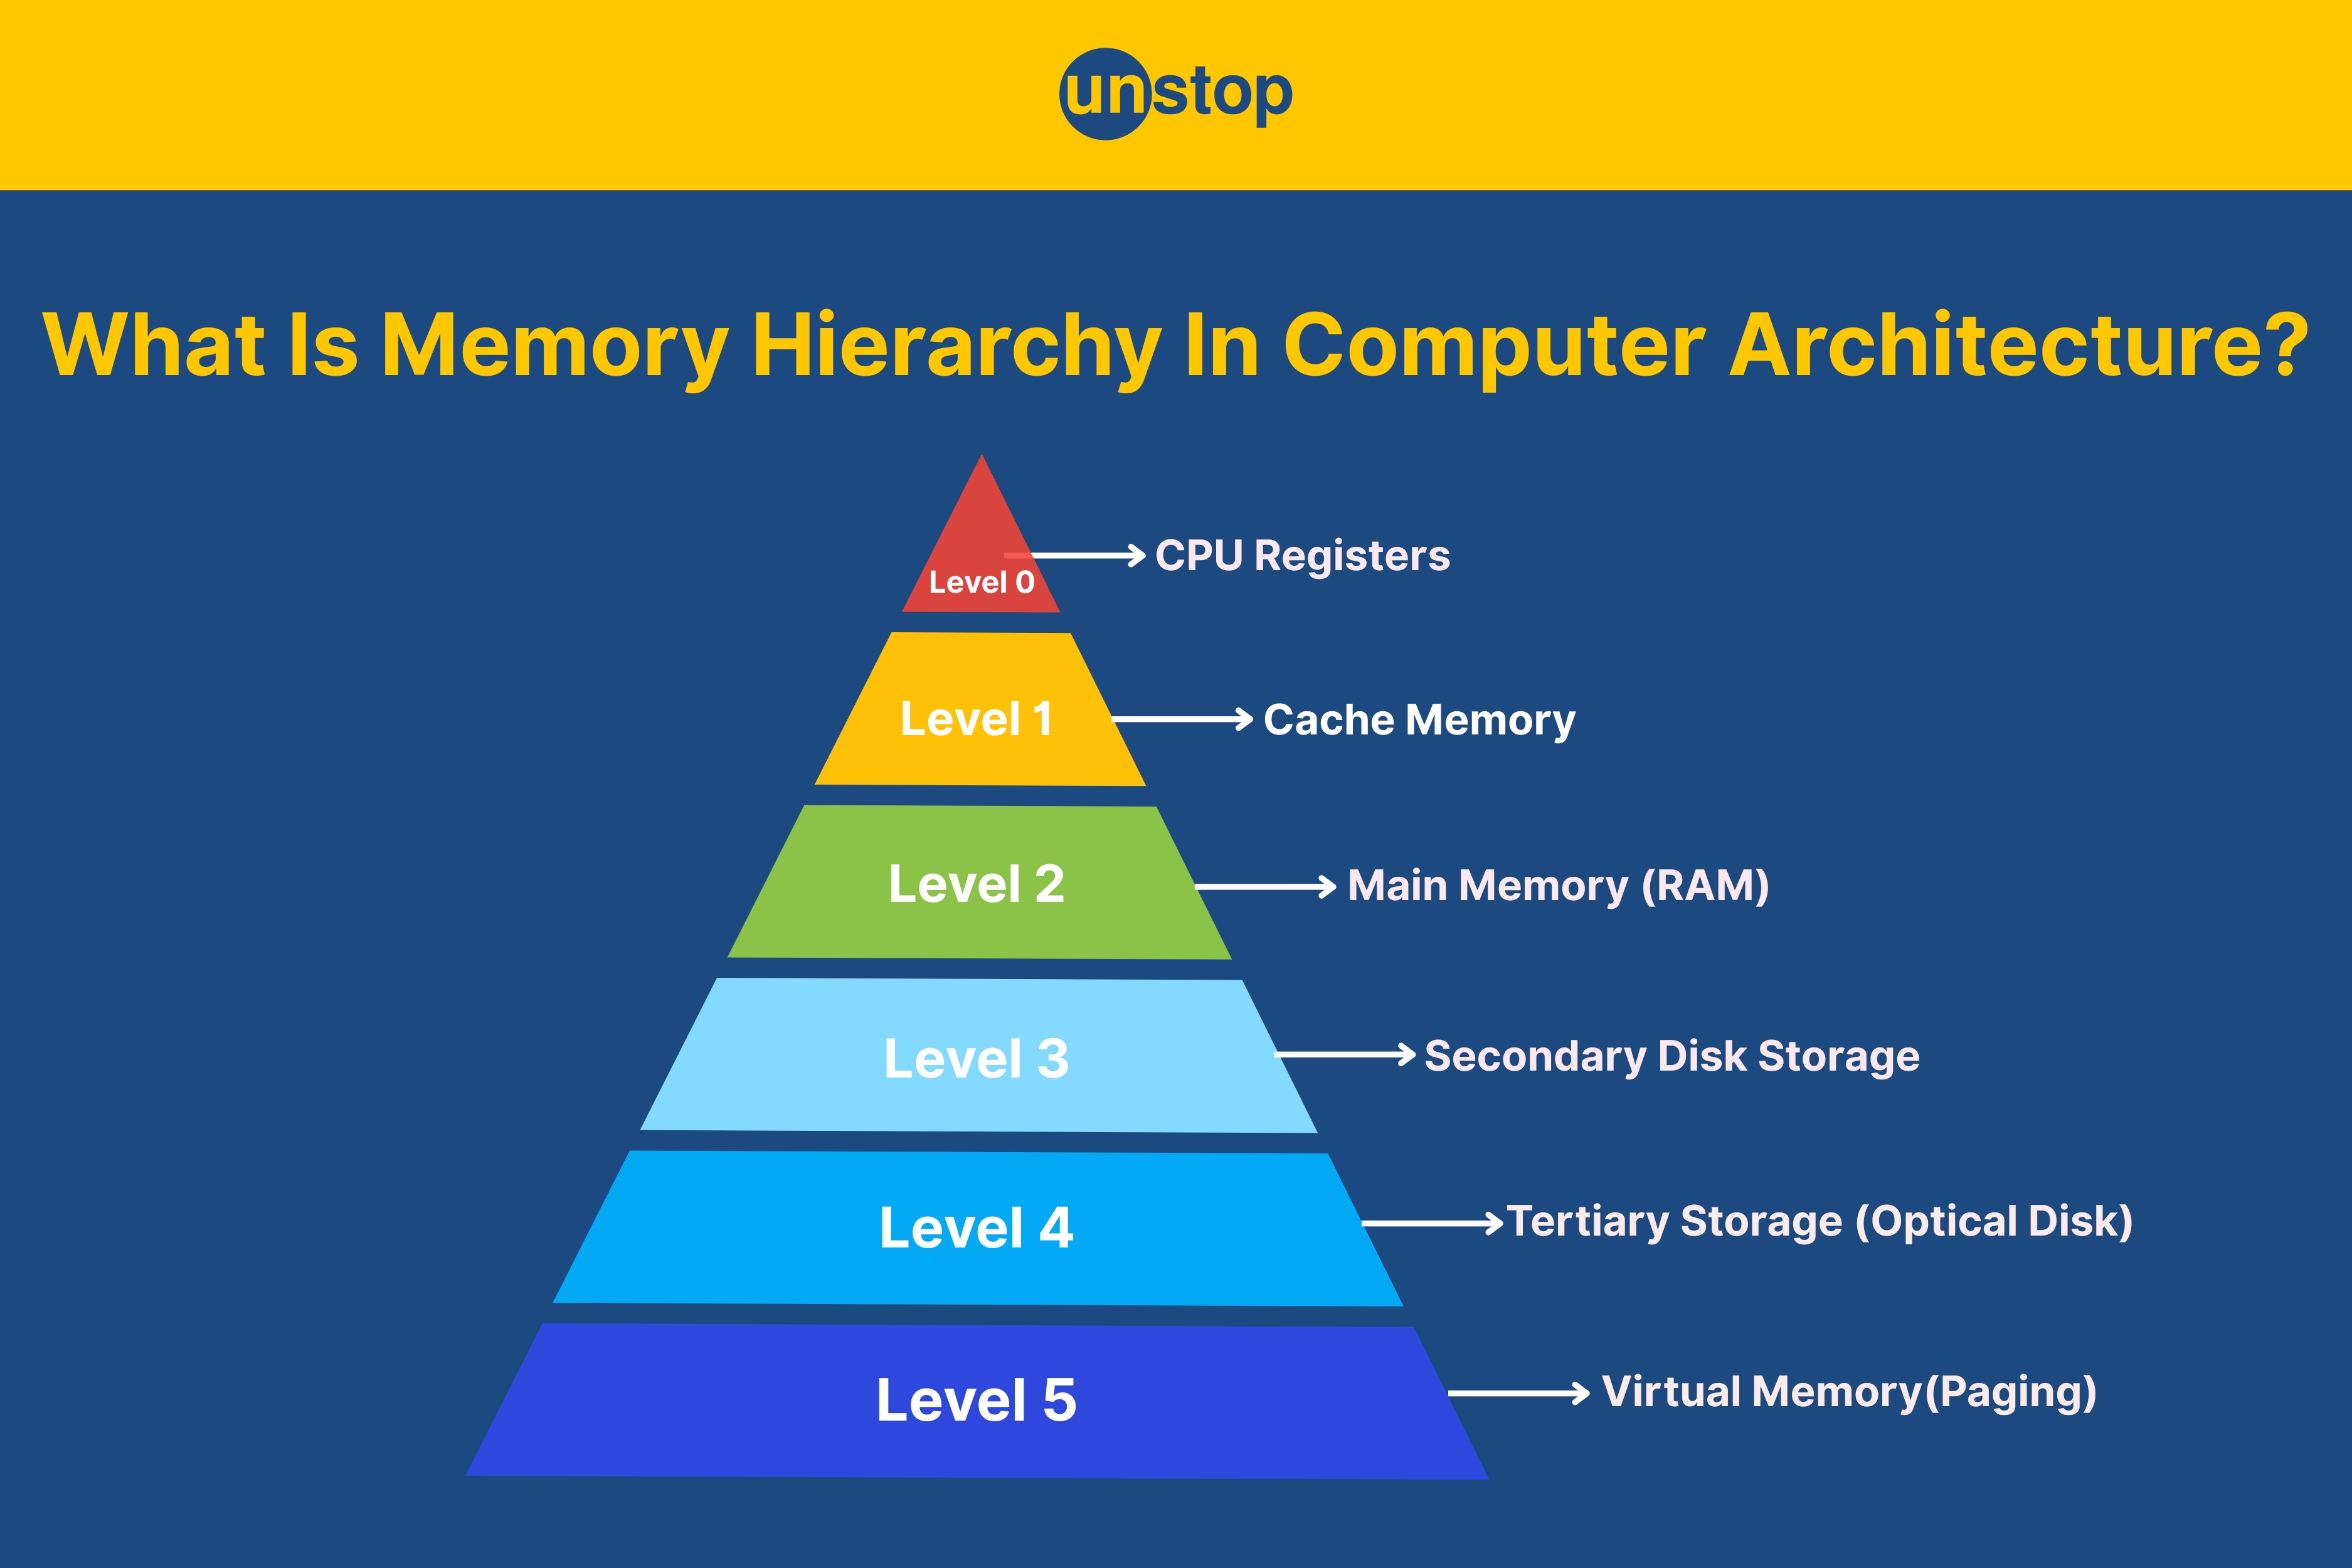 unstop
What Is Memory Hierarchy In Computer Architecture?
Level 0
CPU Registers
Level 1
Cache Memory
Level 2
Main Memory (RAM)
Level 3
Secondary Disk Storage
Level 4
Tertiary Storage (Optical Disk)
Level 5
Virtual Memory(Paging)